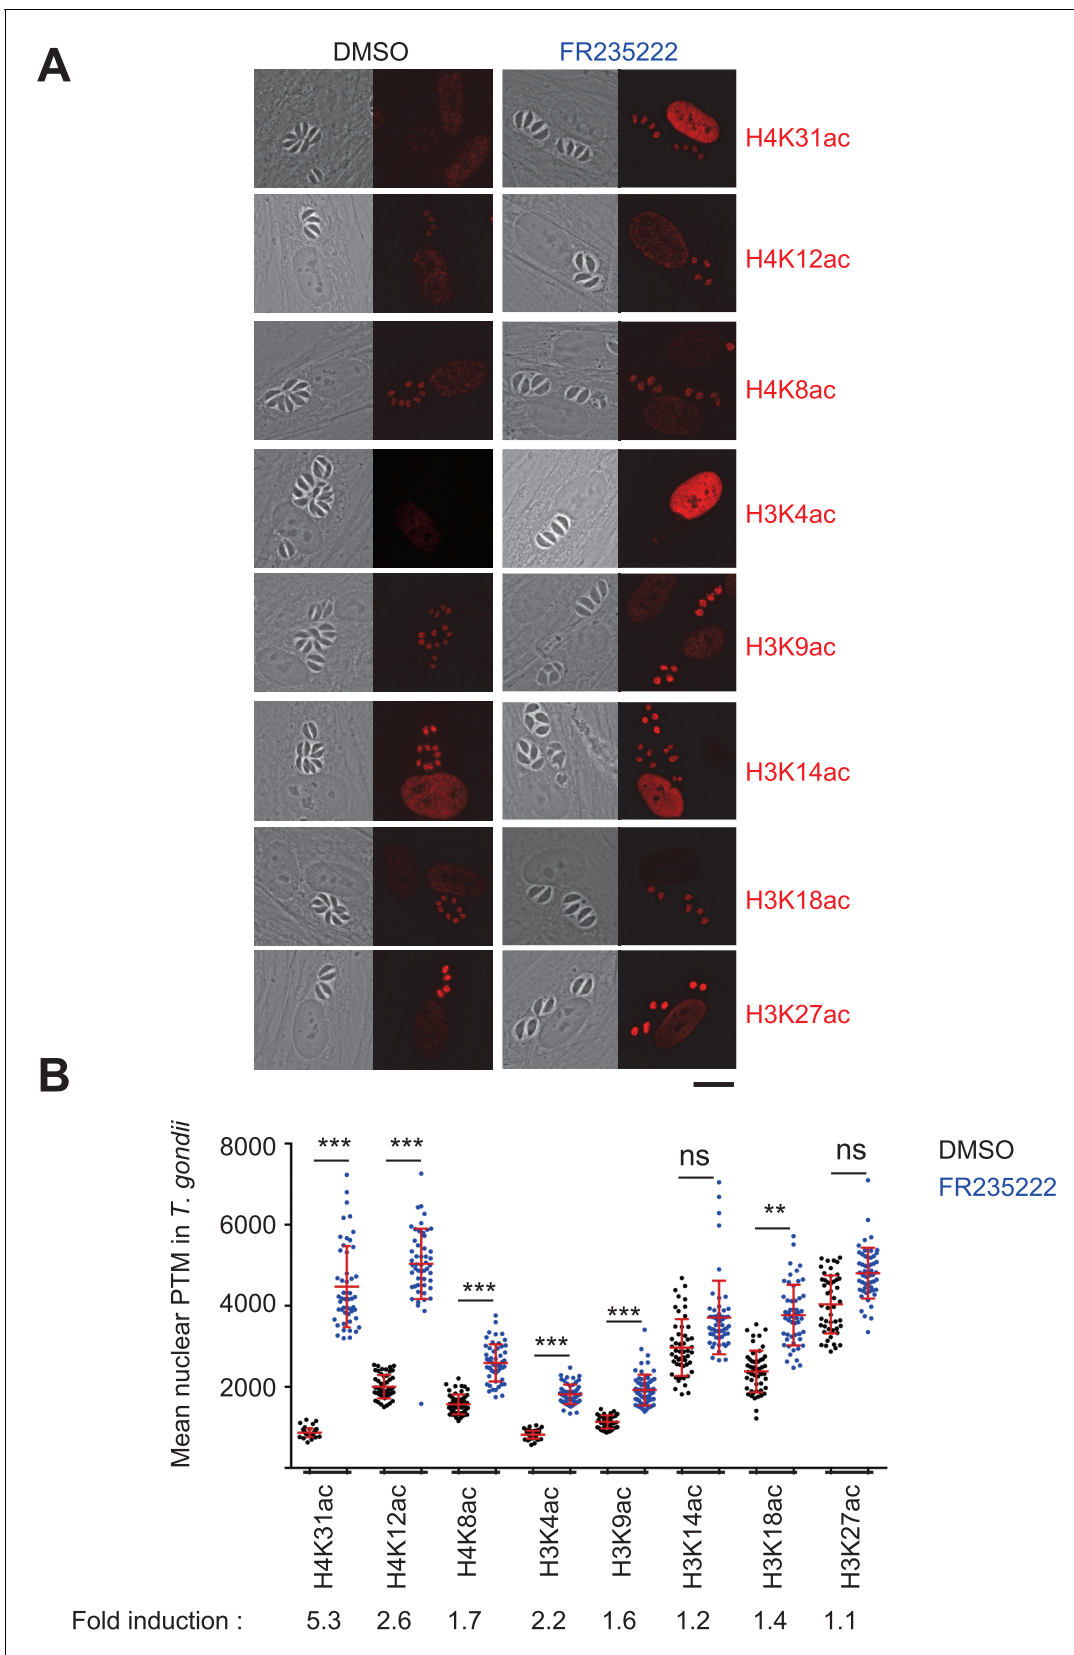 A
DMSO FR235222
H4K31ac
H4K12ac
H4K8ac
H3K4ac
H3K9ac
H3K14ac
H3K18ac
H3K27ac
B
Mean nuclear PTM in T. gondii
8000
6000
4000
2000
*** *** *** *** *** ns ** ns
DMSO
FR235222
H4K31ac H4K12ac H4K8ac H3K4ac H3K9ac H3K14ac H3K18ac H3K27ac
Fold induction : 5.3 2.6 1.7 2.2 1.6 1.2 1.4 1.1